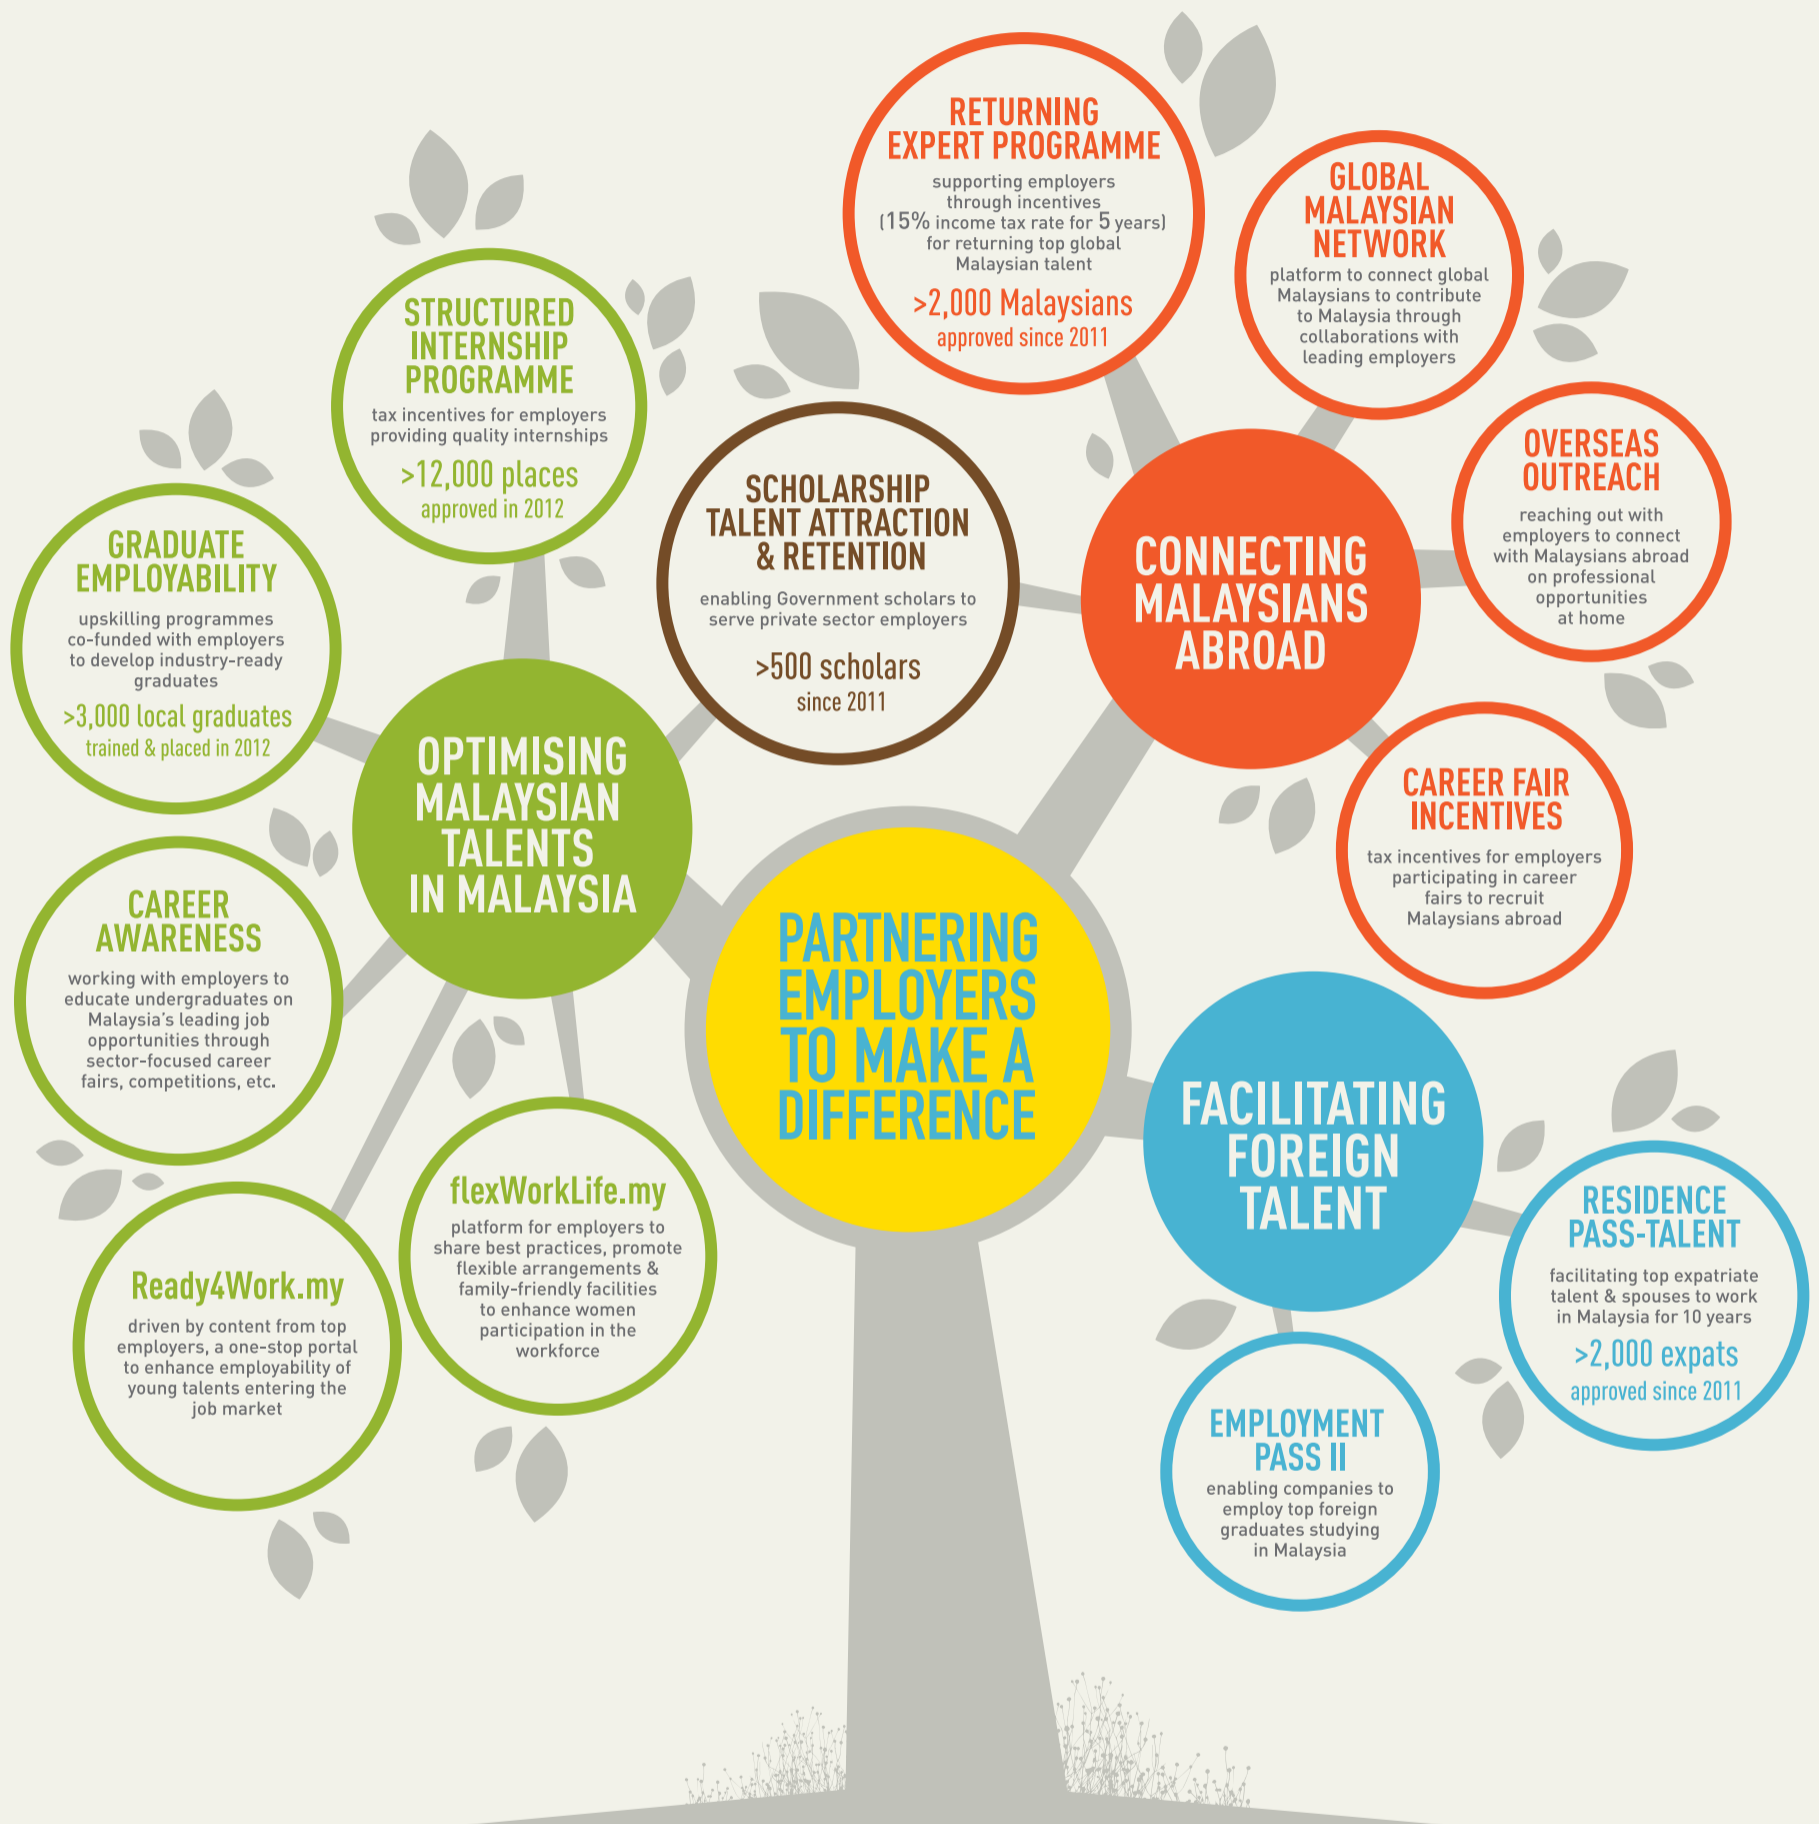 RETURNING
EXPERT PROGRAMME
supporting employers
through incentives
(15% income tax rate for 5 years)
for returning top global
Malaysian talent
>2,000 Malaysians
approved since 2011
GLOBAL
MALAYSIAN
NETWORK
platform to connect global
Malaysians to contribute
to Malaysia through
collaborations with
leading employers
STRUCTURED
INTERNSHIP
PROGRAMME
tax incentives for employers
providing quality internships
>12,000 places
approved in 2012
OVERSEAS
OUTREACH
reaching out with
employers to connect
with Malaysians abroad
on professional
opportunities
at home
SCHOLARSHIP
TALENT ATTRACTION
& RETENTION
enabling Government scholars to
serve private sector employers
>500 scholars
since 2011
CONNECTING
MALAYSIANS
ABROAD
GRADUATE
EMPLOYABILITY
upskilling programmes
co-funded with employers
to develop industry-ready
graduates
>3,000 local graduates
trained & placed in 2012
OPTIMISING
MALAYSIAN
TALENTS
IN MALAYSIA
CAREER FAIR
INCENTIVES
tax incentives for employers
participating in career
fairs to recruit
Malaysians abroad
CAREER
AWARENESS
working with employers to
educate undergraduates on
Malaysia's leading job
opportunities through
sector-focused career
fairs, competitions, etc.
PARTNERING
EMPLOYERS
TO MAKE A
DIFFERENCE
FACILITATING
FOREIGN
TALENT
flexWorkLife.my
platform for employers to
share best practices, promote
flexible arrangements &
family-friendly facilities
to enhance women
participation in the
workforce
RESIDENCE
PASS-TALENT
facilitating top expatriate
talent & spouses to work
in Malaysia for 10 years
>2,000 expats
approved since 2011
Ready4Work.my
driven by content from top
employers, a one-stop portal
to enhance employability of
young talents entering the
job market
EMPLOYMENT
PASS II
enabling companies to
employ top foreign
graduates studying
in Malaysia